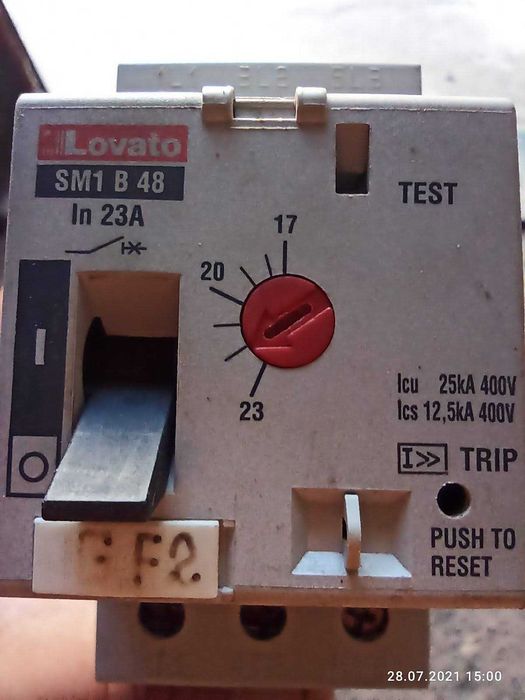 Lovato
SM1 B 48
In 23A
TEST
17
20
23
I
O
Icu 25kA 400V
Ics 12,5kA 400V
I>> TRIP
PUSH TO
RESET
F2
28.07.2021 15:00